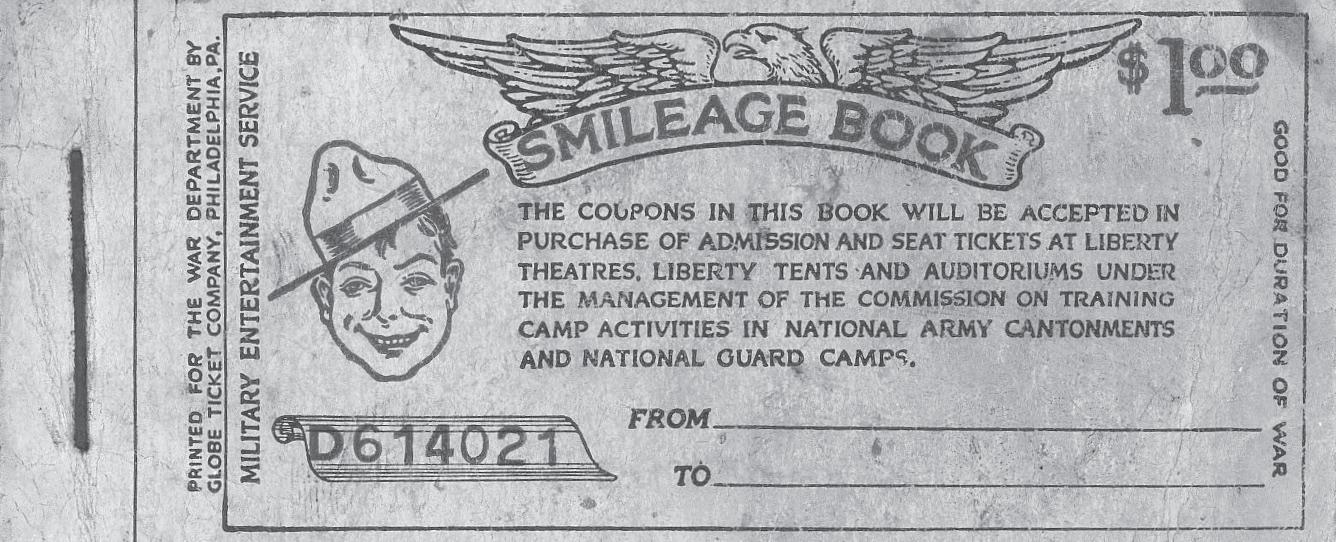 PRINTED FOR THE WAR DEPARTMENT BY
GLOBE TICKET COMPANY, PHILADELPHIA, PA.
MILITARY ENTERTAINMENT SERVICE
SMILEAGE BOOK
$1.00
THE COUPONS IN THIS BOOK WILL BE ACCEPTED IN
PURCHASE OF ADMISSION AND SEAT TICKETS AT LIBERTY
THEATRES, LIBERTY TENTS AND AUDITORIUMS UNDER
THE MANAGEMENT OF THE COMMISSION ON TRAINING
CAMP ACTIVITIES IN NATIONAL ARMY CANTONMENTS
AND NATIONAL GUARD CAMPS.
D614021
FROM
TO
GOOD FOR DURATION OF WAR